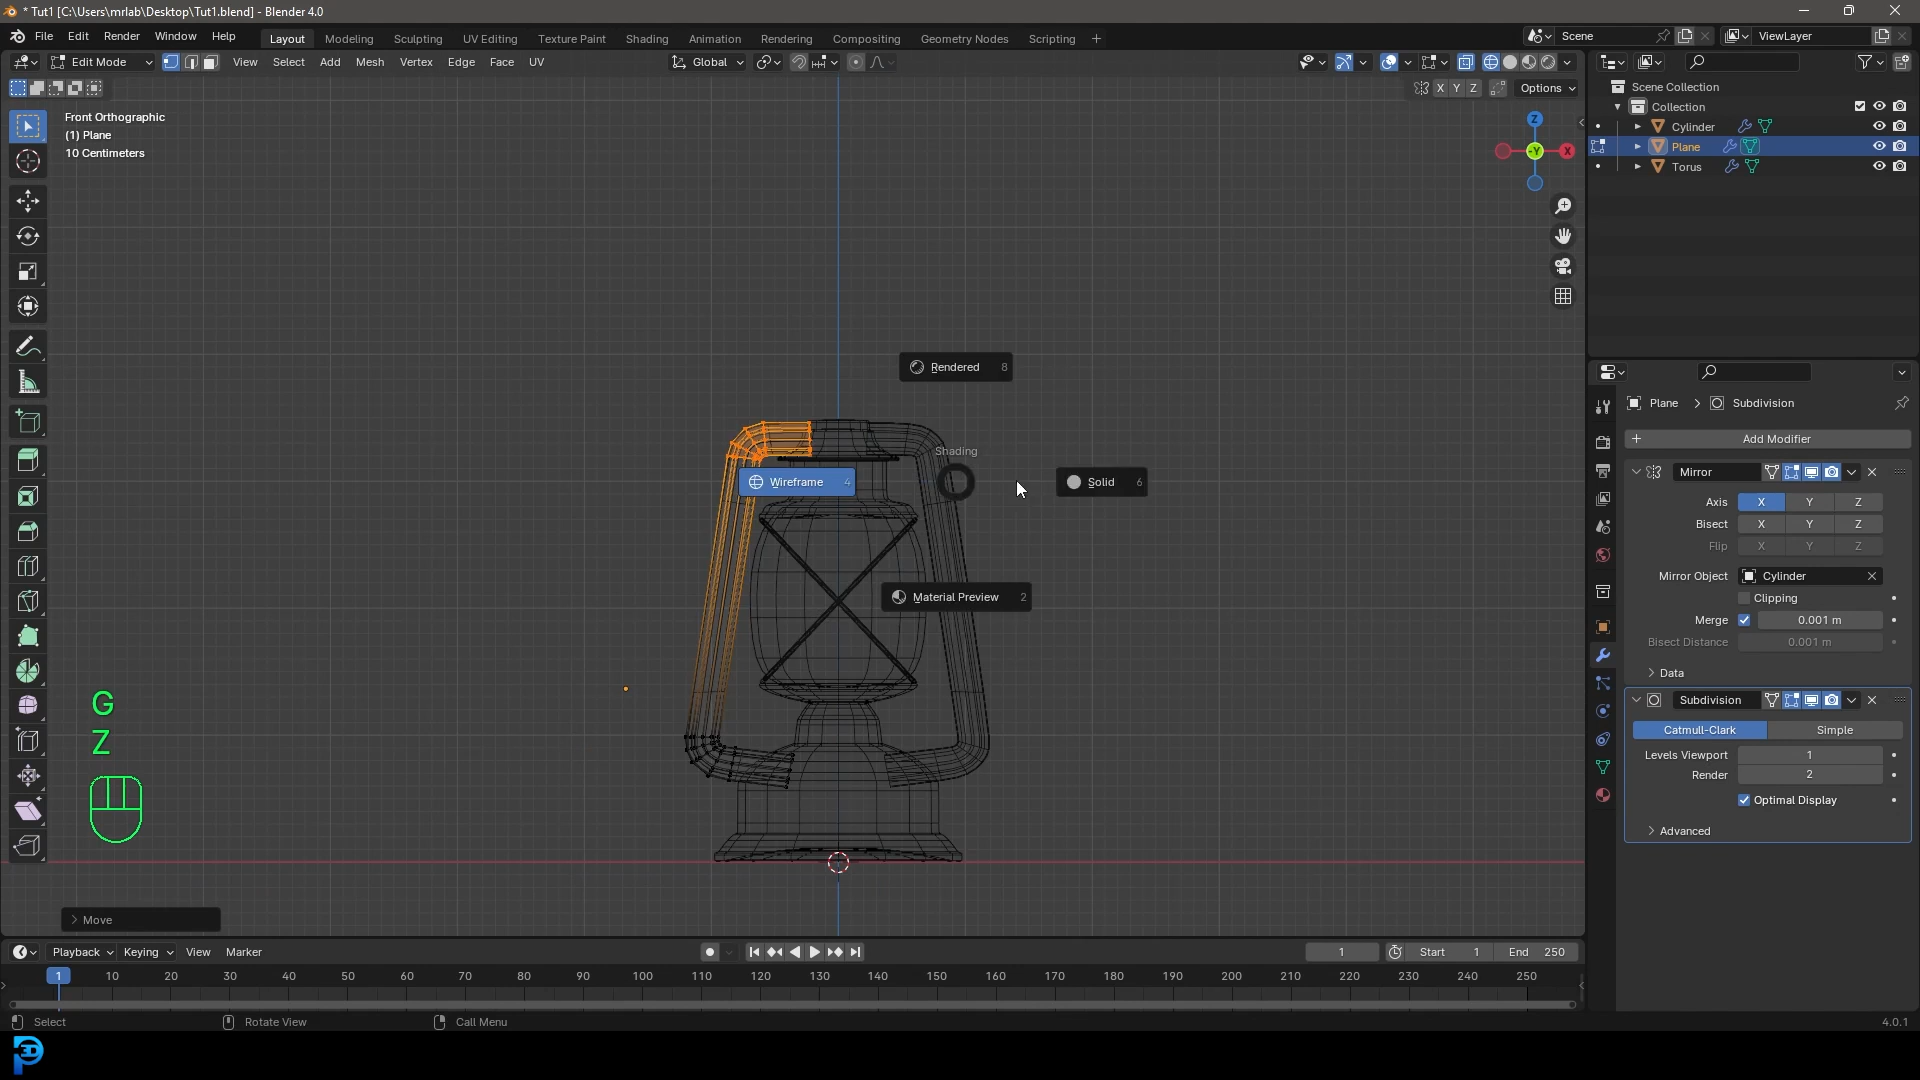 * Tut1 [C:\Users\mrlab\Desktop\Tut1.blend] - Blender 4.0
File Edit Render Window Help Layout Modeling Sculpting UV Editing Texture Paint Shading Animation Rendering Compositing Geometry Nodes Scripting + Scene ViewLayer
Edit Mode View Select Add Mesh Vertex Edge Face UV Global
X Y Z Options
Front Orthographic
(1) Plane
10 Centimeters
Z
-Y X
Scene Collection
Collection
Cylinder
Plane
Torus
Rendered 8
Shading
Wireframe 4
Solid 6
Material Preview 2
G
Z
Move
Plane > Subdivision
+ Add Modifier
Mirror
Axis X Y Z
Bisect X Y Z
Flip X Y Z
Mirror Object Cylinder
Clipping
Merge 0.001 m
Bisect Distance 0.001 m
Data
Subdivision
Catmull-Clark Simple
Levels Viewport 1
Render 2
Optimal Display
Advanced
Playback Keying View Marker 1 Start 1 End 250
1 10 20 30 40 50 60 70 80 90 100 110 120 130 140 150 160 170 180 190 200 210 220 230 240 250
Select Rotate View Call Menu 4.0.1